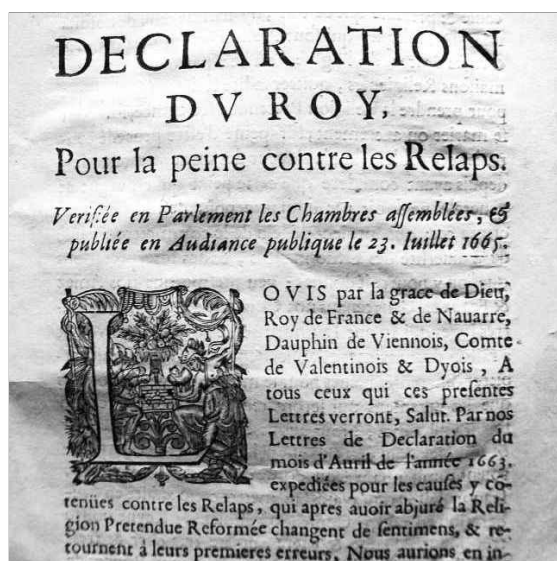 DECLARATION
DV ROY,
Pour la peine contre les Relaps.
Verifiée en Parlement les Chambres assemblées, &
publiée en Audiance publique le 23. Iuillet 1665.
LOVIS par la grace de Dieu,
Roy de France & de Nauarre,
Dauphin de Viennois, Comte
de Valentinois & Dyois, A
tous ceux qui ces presentes
Lettres verront, Salut. Par nos
Lettres de Declaration du
mois d'Auril de l'année 1663.
expediées pour les causes y cō-
tenües contre les Relaps, qui apres auoir abjuré la Reli-
gion Pretendue Reformée changent de sentimens, & re-
tournent à leurs premieres erreurs, Nous aurions en in-